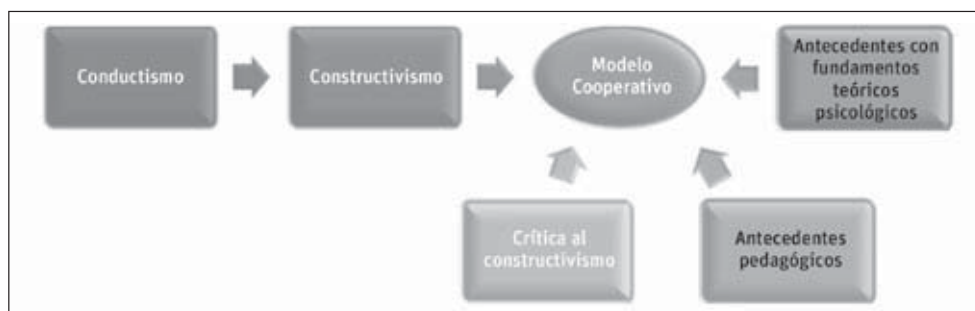 Conductismo
Constructivismo
Modelo
Cooperativo
Antecedentes con
fundamentos
teóricos
psicológicos
Crítica al
constructivismo
Antecedentes
pedagógicos